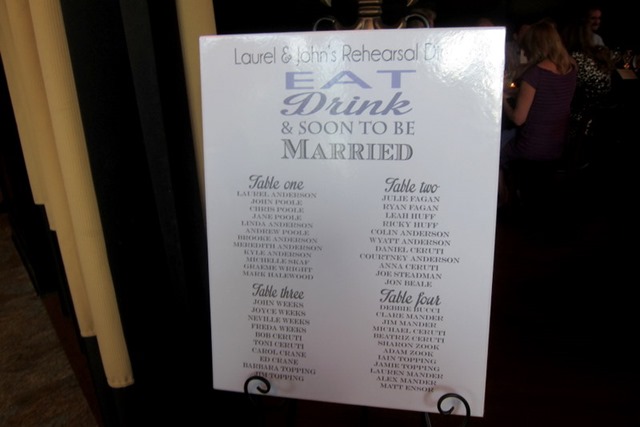 Laurel & John's Rehearsal
EAT
Drink
& SOON TO BE
MARRIED
Table one
LAUREL ANDERSON
JOHN POOLE
CHRIS POOLE
JANE POOLE
LINDA ANDERSON
ANDREW POOLE
BROOKE ANDERSON
MEREDITH ANDERSON
KYLE ANDERSON
MICHELLE SKAF
GRAEME WRIGHT
MARK HALEWOOD
Table two
JULIE FAGAN
RYAN FAGAN
LEAH HUFF
RICKY HUFF
COLIN ANDERSON
WYATT ANDERSON
DANIEL CERUTI
COURTNEY ANDERSON
ANNA CERUTI
JOE STEADMAN
JON BEALE
Table three
JOHN WEEKS
JOYCE WEEKS
NEVILLE WEEKS
FREDA WEEKS
BOB CERUTI
TONI CERUTI
CAROL CRANE
ED CRANE
BARBARA TOPPING
JIM TOPPING
Table four
DEBBIE BUCCI
CLARE MANDER
JIM MANDER
MICHAEL CERUTI
BEATRIZ CERUTI
SHARON ZOOK
ADAM ZOOK
IAIN TOPPING
JAMIE TOPPING
LAUREN MANDER
ALEX MANDER
MATT ENSOR